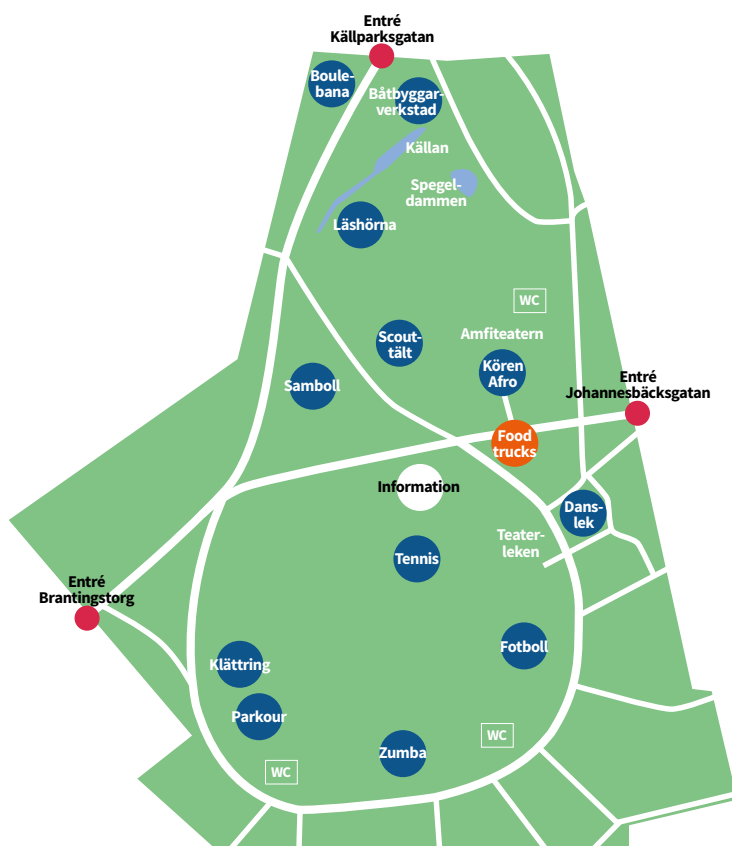 Entré
Källparksgatan
Boule-
bana
Båtbyggar-
verkstad
Källan
Spegel-
dammen
Läshörna
WC
Amfiteatern
Scout-
tält
Kören
Afro
Samboll
Entré
Johannesbäcksgatan
Food
trucks
Information
Dans-
lek
Teater-
leken
Tennis
Entré
Brantingstorg
Fotboll
Klättring
Parkour
WC
Zumba
WC